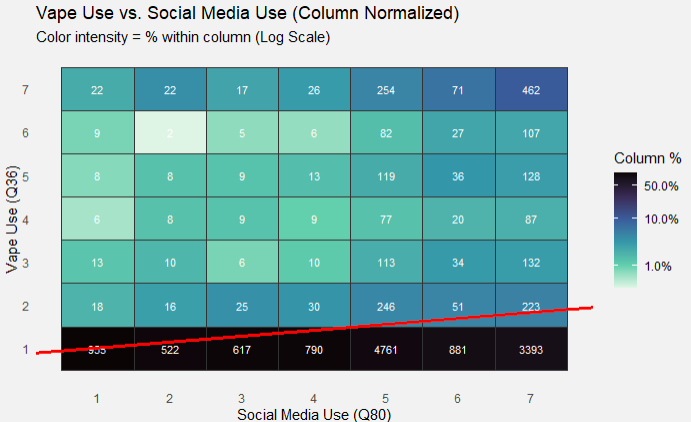 Vape Use vs. Social Media Use (Column Normalized)
Color intensity = % within column (Log Scale)
7 22 22 17 26 254 71 462
6 9 2 5 6 82 27 107
5 8 8 9 13 119 36 128
4 6 8 9 9 77 20 87
3 13 10 6 10 113 34 132
2 18 16 25 30 246 51 223
1 935 522 617 790 4761 881 3393
1 2 3 4 5 6 7
Social Media Use (Q80)
Vape Use (Q36)
Column %
50.0%
10.0%
1.0%